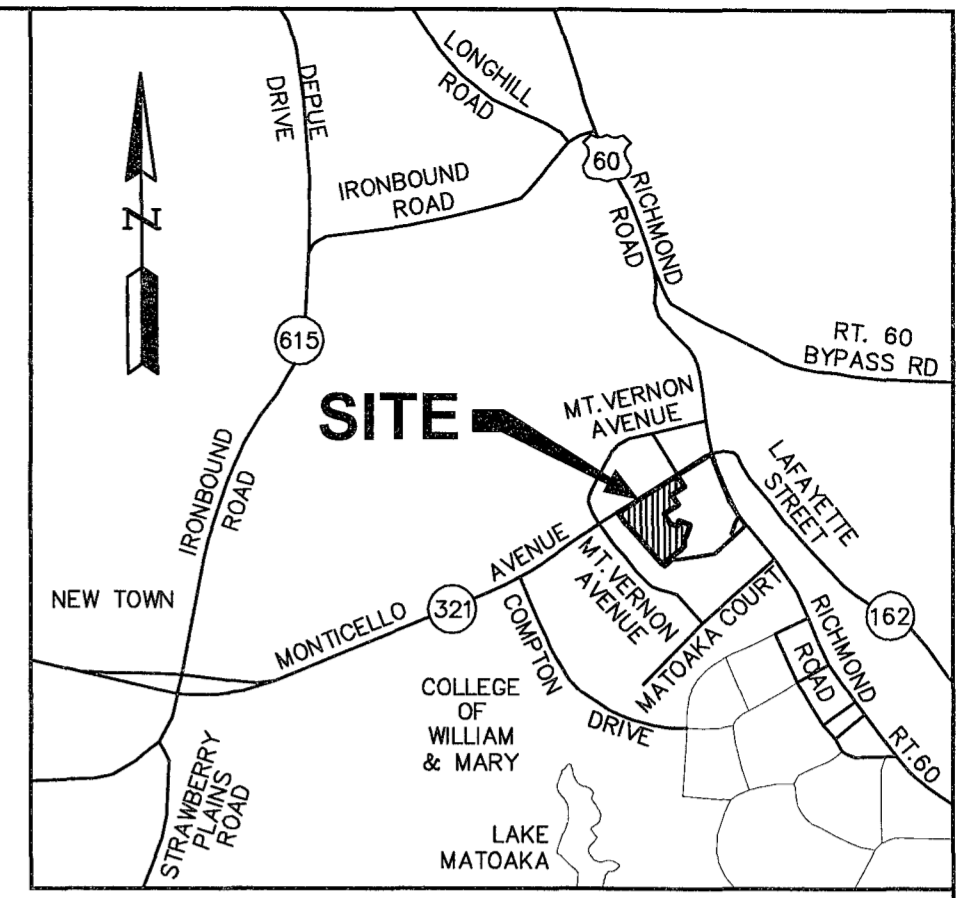 LONGHILL
ROAD
DEPUE
DRIVE
60
IRONBOUND
ROAD
N
RICHMOND
ROAD
615
RT. 60
BYPASS RD
MT. VERNON
AVENUE
SITE
LAFAYETTE
STREET
IRONBOUND
ROAD
AVENUE
MT. VERNON
AVENUE
NEW TOWN
MONTICELLO
321
COMPTON
DRIVE
MATOAKA COURT
162
RICHMOND
ROAD
RT.60
COLLEGE
OF
WILLIAM
& MARY
STRAWBERRY
PLAINS
ROAD
LAKE
MATOAKA